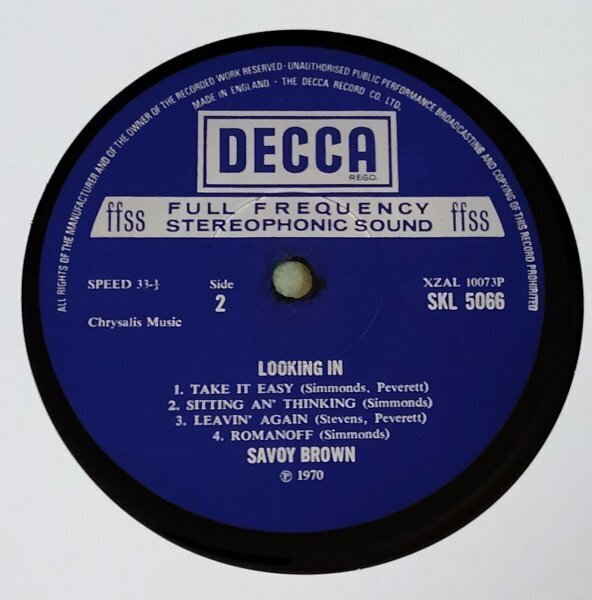 ALL RIGHTS OF THE MANUFACTURER AND OF THE OWNER OF THE RECORDED WORK RESERVED · UNAUTHORISED PUBLIC PERFORMANCE BROADCASTING AND COPYING OF THIS RECORD PROHIBITED
MADE IN ENGLAND · THE DECCA RECORD CO. LTD.
DECCA
REGD.
ffss FULL FREQUENCY ffss
STEREOPHONIC SOUND
SPEED 33-⅓ Side XZAL 10073P
2 SKL 5066
Chrysalis Music
LOOKING IN
1. TAKE IT EASY (Simmonds, Peverett)
2. SITTING AN' THINKING (Simmonds)
3. LEAVIN' AGAIN (Stevens, Peverett)
4. ROMANOFF (Simmonds)
SAVOY BROWN
℗ 1970